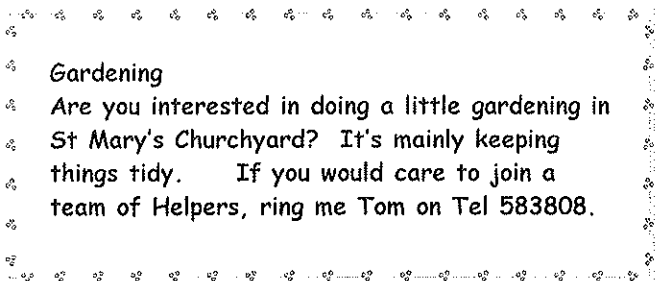 Gardening
Are you interested in doing a little gardening in
St Mary's Churchyard?  It's mainly keeping
things tidy.    If you would care to join a
team of Helpers, ring me Tom on Tel 583808.